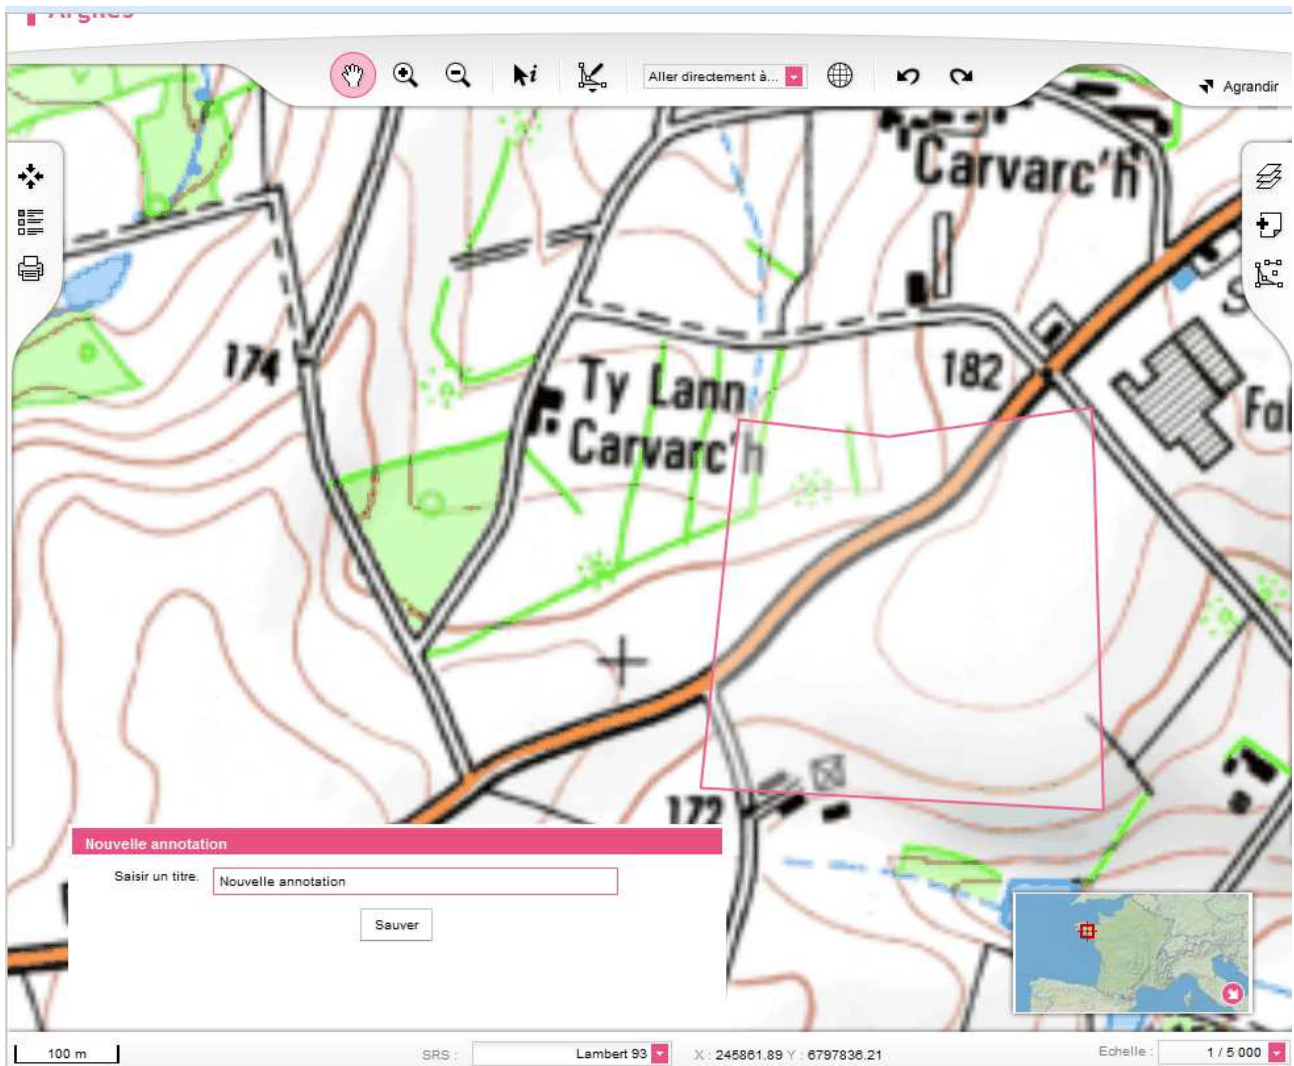 Argiles
Aller directement à...
Agrandir
Carvarc'h
174
Ty Lann
Carvarc'h
182
172
Nouvelle annotation
Saisir un titre.
Nouvelle annotation
Sauver
100 m
SRS :
Lambert 93
X : 245861.89 Y : 6797836.21
Echelle :
1 / 5 000